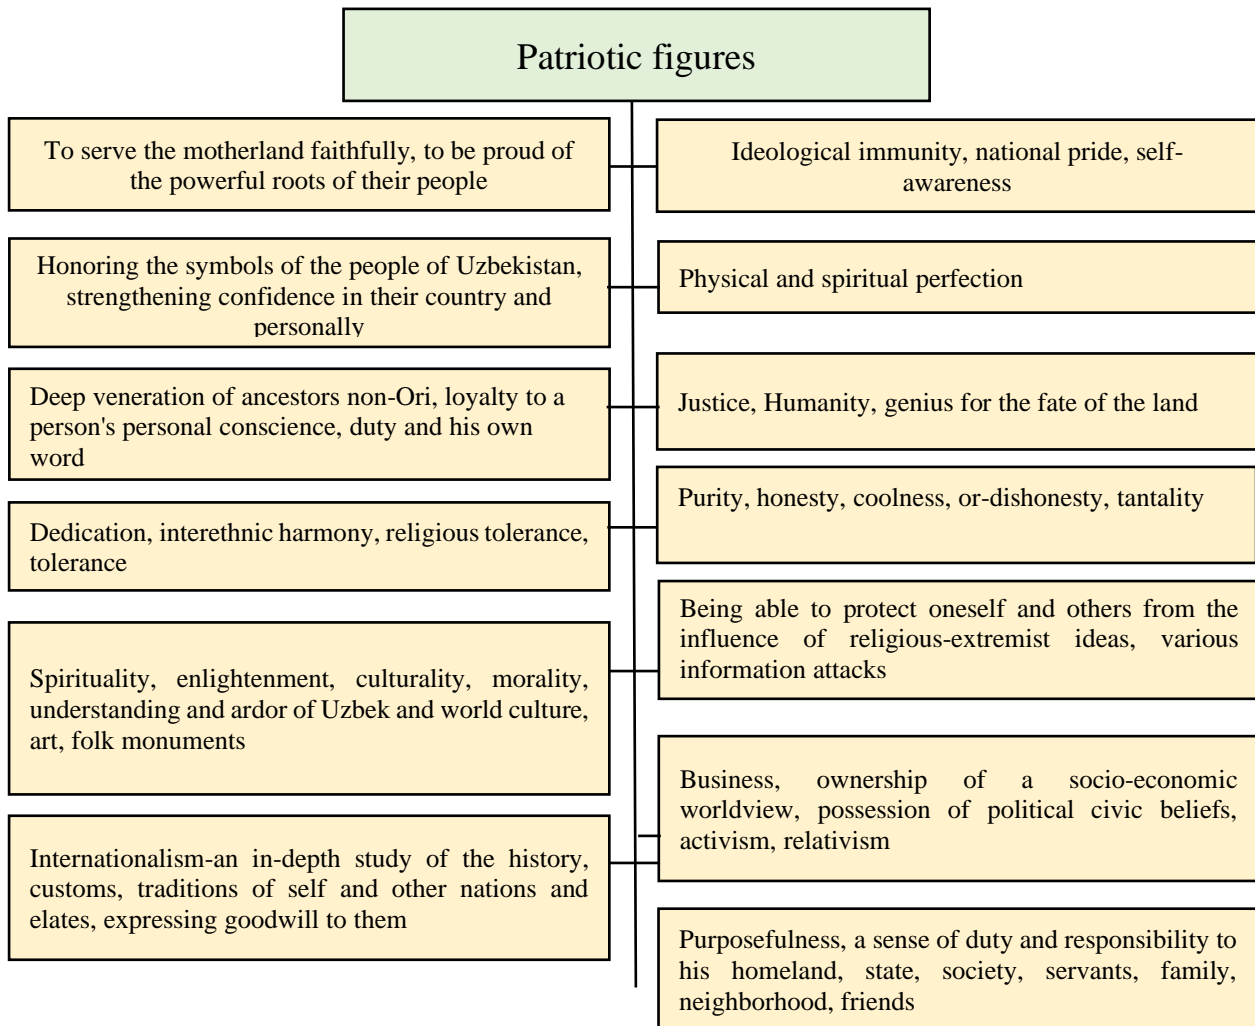 Patriotic figures
To serve the motherland faithfully, to be proud of
the powerful roots of their people
Ideological immunity, national pride, self-
awareness
Honoring the symbols of the people of Uzbekistan,
strengthening confidence in their country and
personally
Physical and spiritual perfection
Deep veneration of ancestors non-Ori, loyalty to a
person's personal conscience, duty and his own
word
Justice, Humanity, genius for the fate of the land
Dedication, interethnic harmony, religious tolerance,
tolerance
Purity, honesty, coolness, or-dishonesty, tantality
Spirituality, enlightenment, culturality, morality,
understanding and ardor of Uzbek and world culture,
art, folk monuments
Being able to protect oneself and others from the
influence of religious-extremist ideas, various
information attacks
Internationalism-an in-depth study of the history,
customs, traditions of self and other nations and
elates, expressing goodwill to them
Business, ownership of a socio-economic
worldview, possession of political civic beliefs,
activism, relativism
Purposefulness, a sense of duty and responsibility to
his homeland, state, society, servants, family,
neighborhood, friends